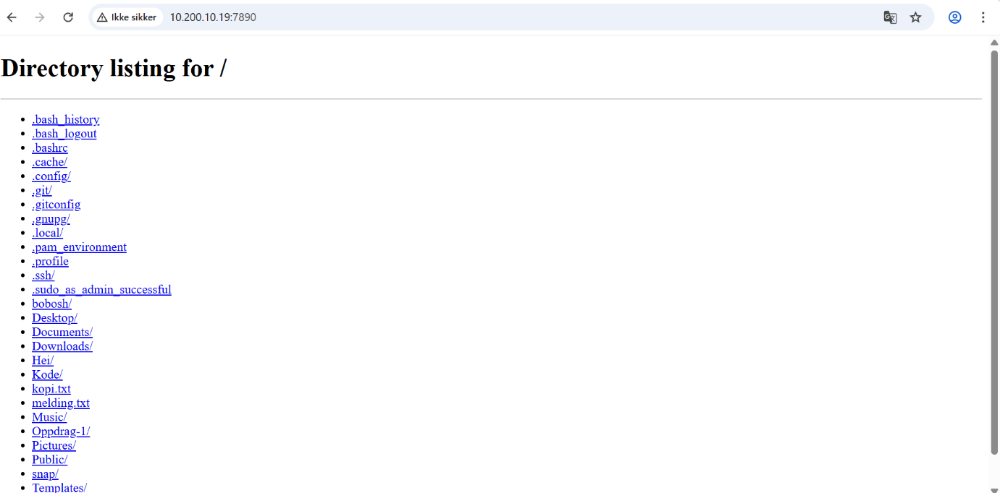 Ikke sikker 10.200.10.19:7890
Directory listing for /
.bash_history
.bash_logout
.bashrc
.cache/
.config/
.git/
.gitconfig
.gnupg/
.local/
.pam_environment
.profile
.ssh/
.sudo_as_admin_successful
bobosh/
Desktop/
Documents/
Downloads/
Hei/
Kode/
kopi.txt
melding.txt
Music/
Oppdrag-1/
Pictures/
Public/
snap/
Templates/